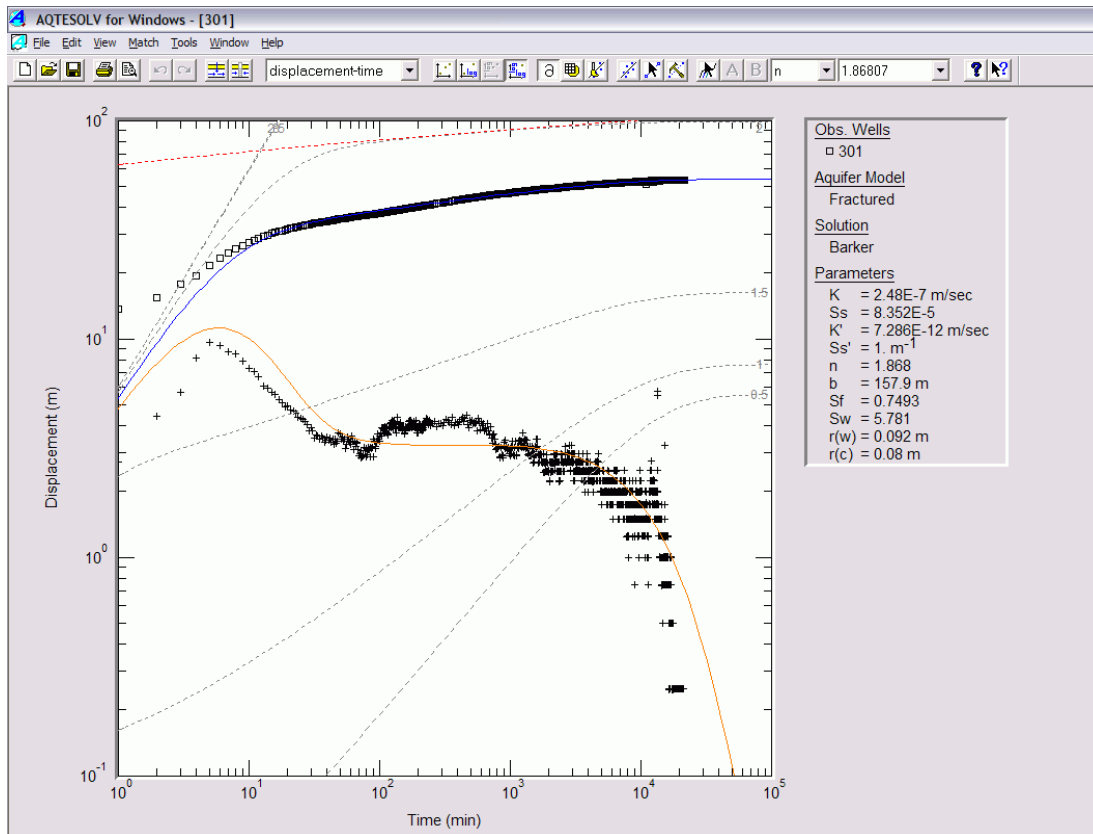 AQTESOLV for Windows - [301]
File Edit View Match Tools Window Help
displacement-time n 1.86807
Obs. Wells
301
Aquifer Model
Fractured
Solution
Barker
Parameters
K = 2.48E-7 m/sec
Ss = 8.352E-5
K' = 7.286E-12 m/sec
Ss' = 1. m⁻¹
n = 1.868
b = 157.9 m
Sf = 0.7493
Sw = 5.781
r(w) = 0.092 m
r(c) = 0.08 m
10²
10¹
10⁰
10⁻¹
Displacement (m)
2
1.5
1
0.5
10⁰ 10¹ 10² 10³ 10⁴ 10⁵
Time (min)